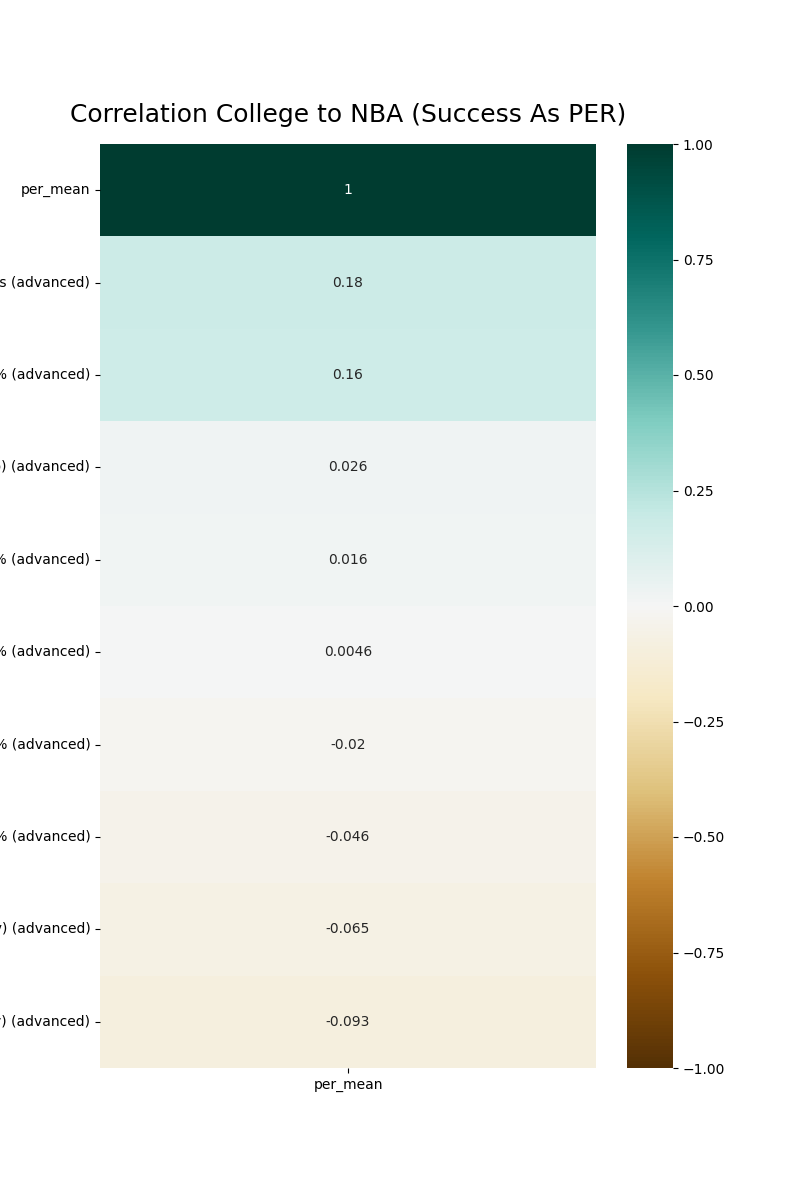 Correlation College to NBA (Success As PER)
1.00
per_mean
1
0.75
s (advanced)
0.18
% (advanced)
0.16
0.50
) (advanced)
0.026
0.25
% (advanced)
0.016
0.00
% (advanced)
0.0046
−0.25
% (advanced)
-0.02
% (advanced)
-0.046
−0.50
) (advanced)
-0.065
−0.75
) (advanced)
-0.093
−1.00
per_mean